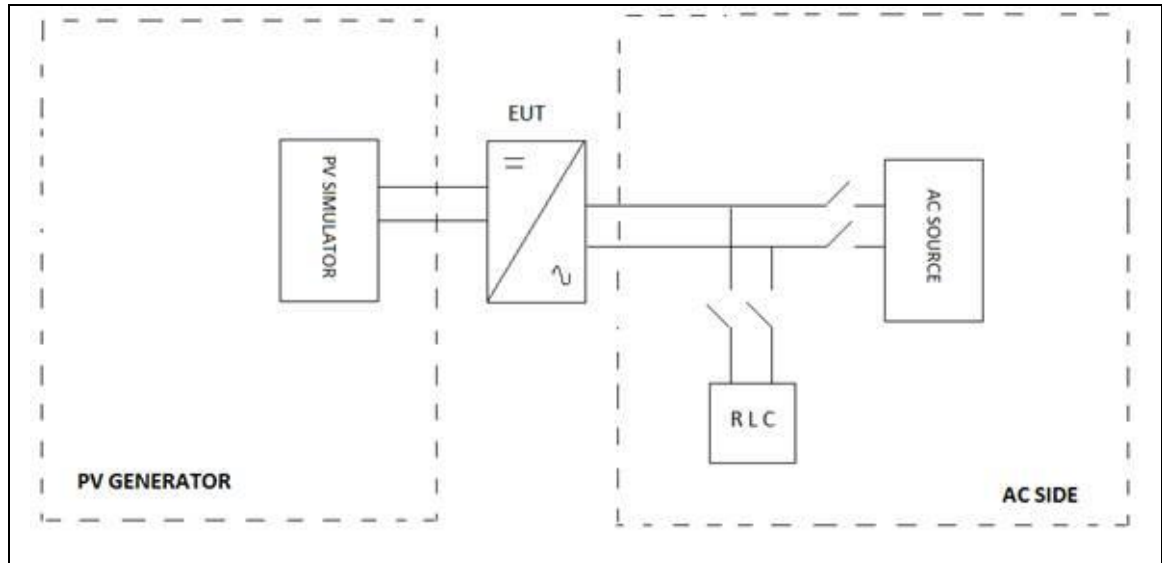 EUT
PV SIMULATOR
AC SOURCE
R L C
PV GENERATOR
AC SIDE